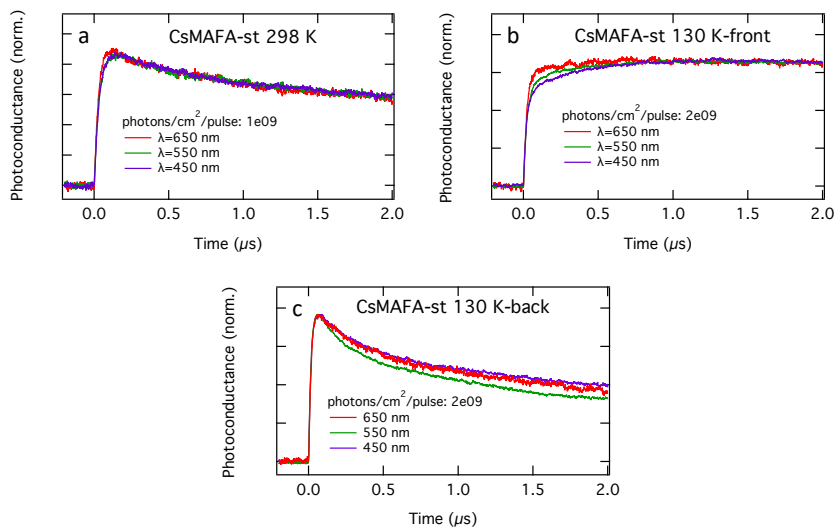 a
CsMAFA-st 298 K
Photoconductance (norm.)
photons/cm²/pulse: 1e09
λ=650 nm
λ=550 nm
λ=450 nm
0.0 0.5 1.0 1.5 2.0
Time (µs)
b
CsMAFA-st 130 K-front
Photoconductance (norm.)
photons/cm²/pulse: 2e09
λ=650 nm
λ=550 nm
λ=450 nm
0.0 0.5 1.0 1.5 2.0
Time (µs)
c
CsMAFA-st 130 K-back
Photoconductance (norm.)
photons/cm²/pulse: 2e09
650 nm
550 nm
450 nm
0.0 0.5 1.0 1.5 2.0
Time (µs)